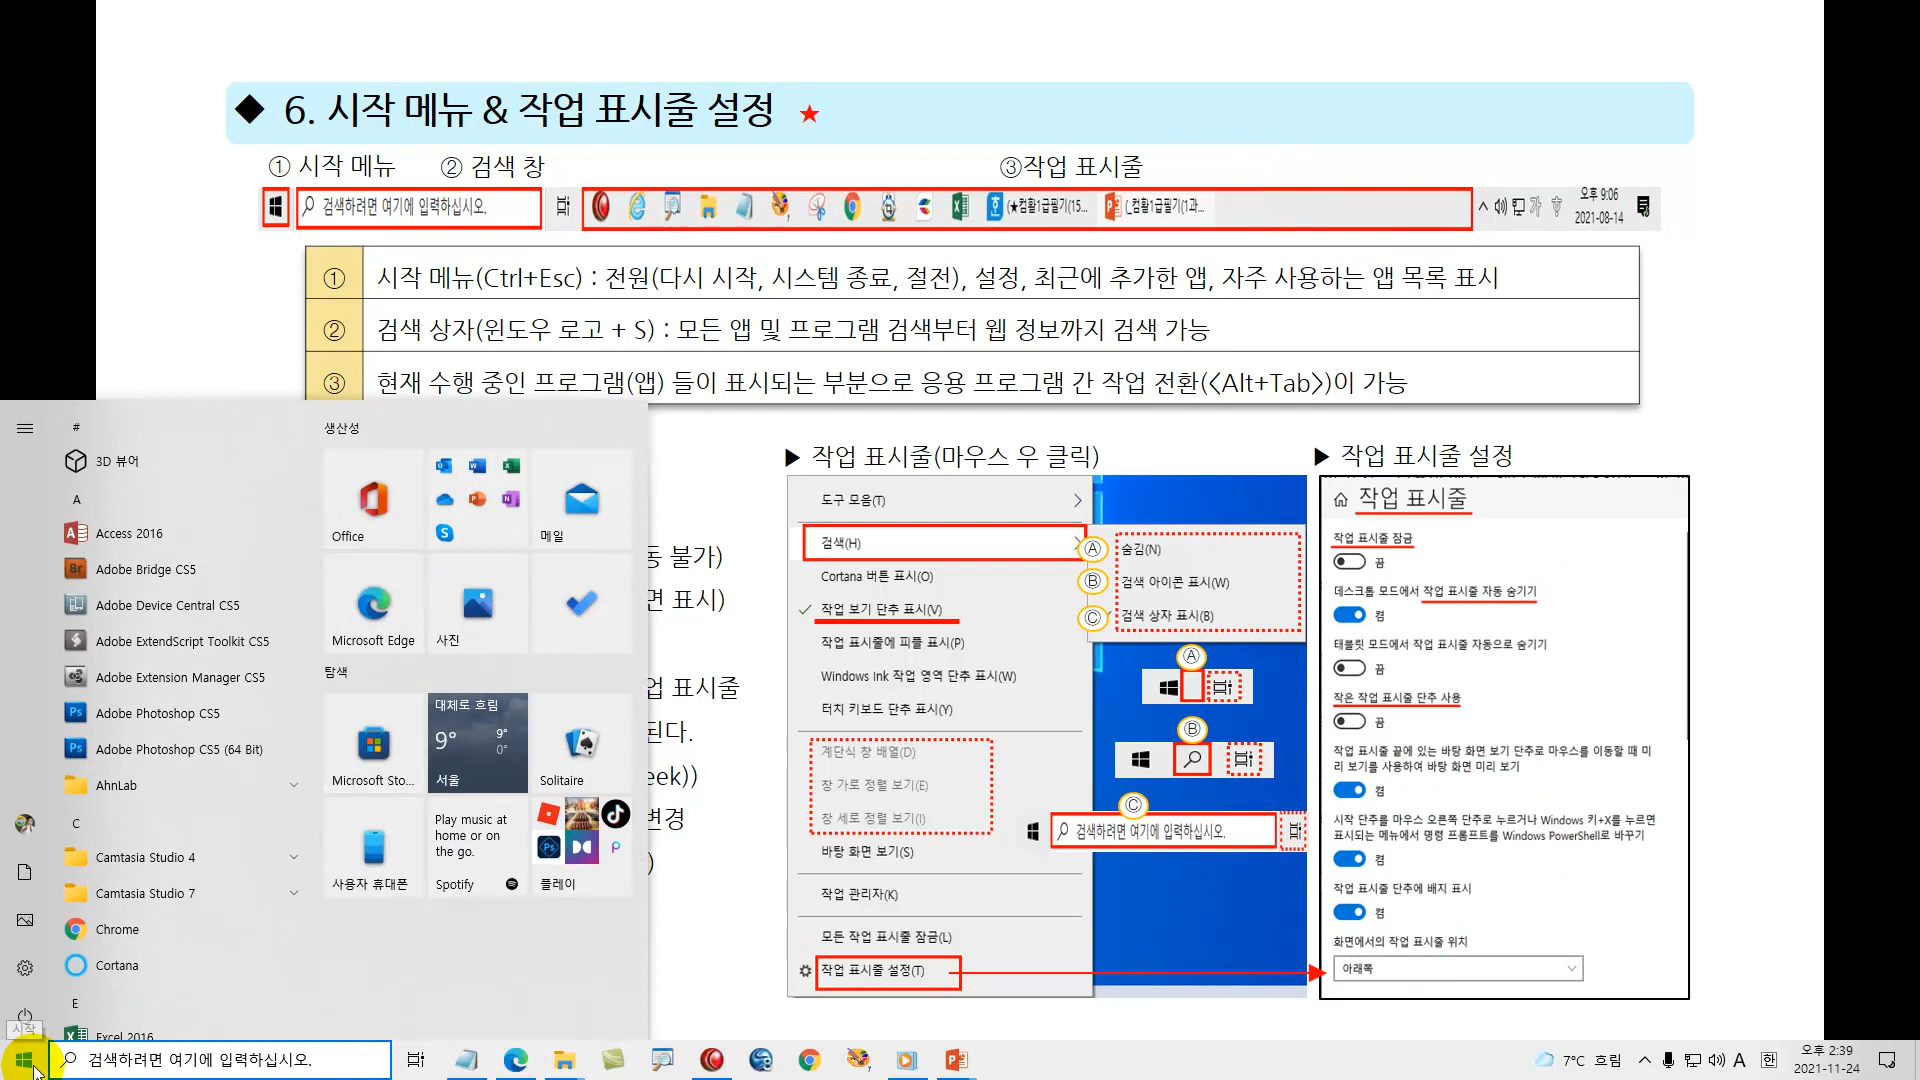 ◆ 6. 시작 메뉴 & 작업 표시줄 설정 ★
① 시작 메뉴 ② 검색 창 ③작업 표시줄
검색하려면 여기에 입력하십시오.
(★컴활1급필기(15...
(_컴활1급필기(1과...
오후 9:06
2021-08-14
① 시작 메뉴(Ctrl+Esc) : 전원(다시 시작, 시스템 종료, 절전), 설정, 최근에 추가한 앱, 자주 사용하는 앱 목록 표시
② 검색 상자(윈도우 로고 + S) : 모든 앱 및 프로그램 검색부터 웹 정보까지 검색 가능
③ 현재 수행 중인 프로그램(앱) 들이 표시되는 부분으로 응용 프로그램 간 작업 전환(<Alt+Tab>)이 가능
#
3D 뷰어
A
Access 2016
Adobe Bridge CS5
Adobe Device Central CS5
Adobe ExtendScript Toolkit CS5
Adobe Extension Manager CS5
Adobe Photoshop CS5
Adobe Photoshop CS5 (64 Bit)
AhnLab
C
Camtasia Studio 4
Camtasia Studio 7
Chrome
Cortana
E
Excel 2016
시작
생산성
Office
메일
Microsoft Edge
사진
탐색
Microsoft Sto...
대체로 흐림
9° 9°
0°
서울
Solitaire
사용자 휴대폰
Play music at
home or on
the go.
Spotify
플레이
동 불가)
면 표시)
업 표시줄
된다.
eek))
변경
)
▶ 작업 표시줄(마우스 우 클릭)
도구 모음(T)
검색(H)
Cortana 버튼 표시(O)
작업 보기 단추 표시(V)
작업 표시줄에 피플 표시(P)
Windows Ink 작업 영역 단추 표시(W)
터치 키보드 단추 표시(Y)
계단식 창 배열(D)
창 가로 정렬 보기(E)
창 세로 정렬 보기(I)
바탕 화면 보기(S)
작업 관리자(K)
모든 작업 표시줄 잠금(L)
작업 표시줄 설정(T)
Ⓐ 숨김(N)
Ⓑ 검색 아이콘 표시(W)
Ⓒ 검색 상자 표시(B)
Ⓐ
Ⓑ
Ⓒ
검색하려면 여기에 입력하십시오.
▶ 작업 표시줄 설정
작업 표시줄
작업 표시줄 잠금
끔
데스크톱 모드에서 작업 표시줄 자동 숨기기
켬
태블릿 모드에서 작업 표시줄 자동으로 숨기기
끔
작은 작업 표시줄 단추 사용
끔
작업 표시줄 끝에 있는 바탕 화면 보기 단추로 마우스를 이동할 때 미
리 보기를 사용하여 바탕 화면 미리 보기
켬
시작 단추를 마우스 오른쪽 단추로 누르거나 Windows 키+X를 누르면
표시되는 메뉴에서 명령 프롬프트를 Windows PowerShell로 바꾸기
켬
작업 표시줄 단추에 배지 표시
켬
화면에서의 작업 표시줄 위치
아래쪽
검색하려면 여기에 입력하십시오.
7°C 흐림
A
한
오후 2:39
2021-11-24